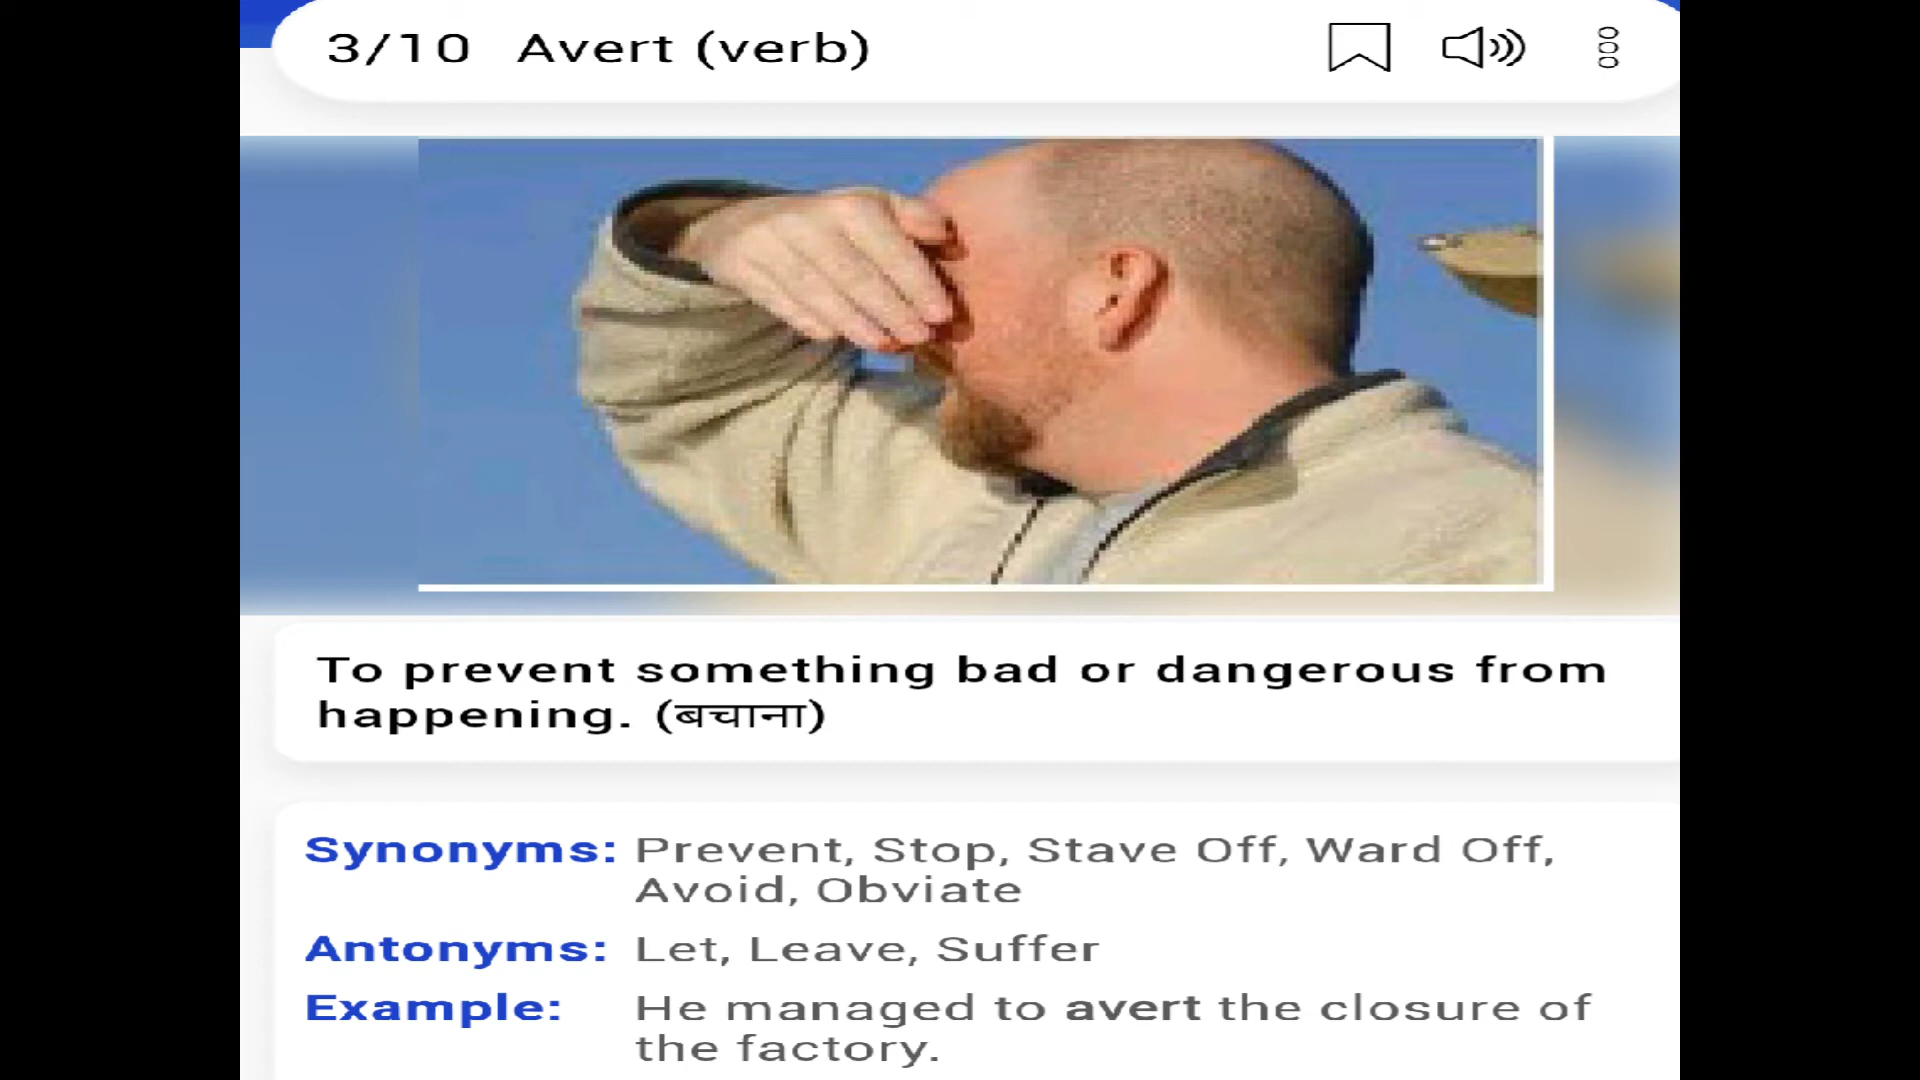 3/10 Avert (verb)
To prevent something bad or dangerous from
happening. (बचाना)
Synonyms: Prevent, Stop, Stave Off, Ward Off,
Avoid, Obviate
Antonyms: Let, Leave, Suffer
Example: He managed to avert the closure of
the factory.